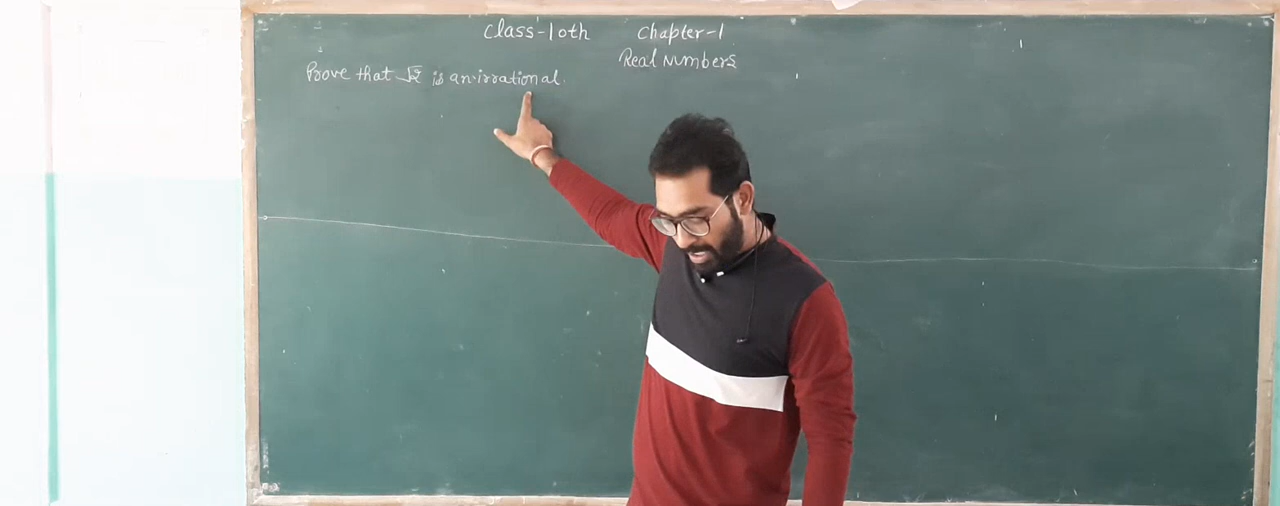 Class-10th Chapter-1
Real Numbers
Prove that √2 is an irrational.